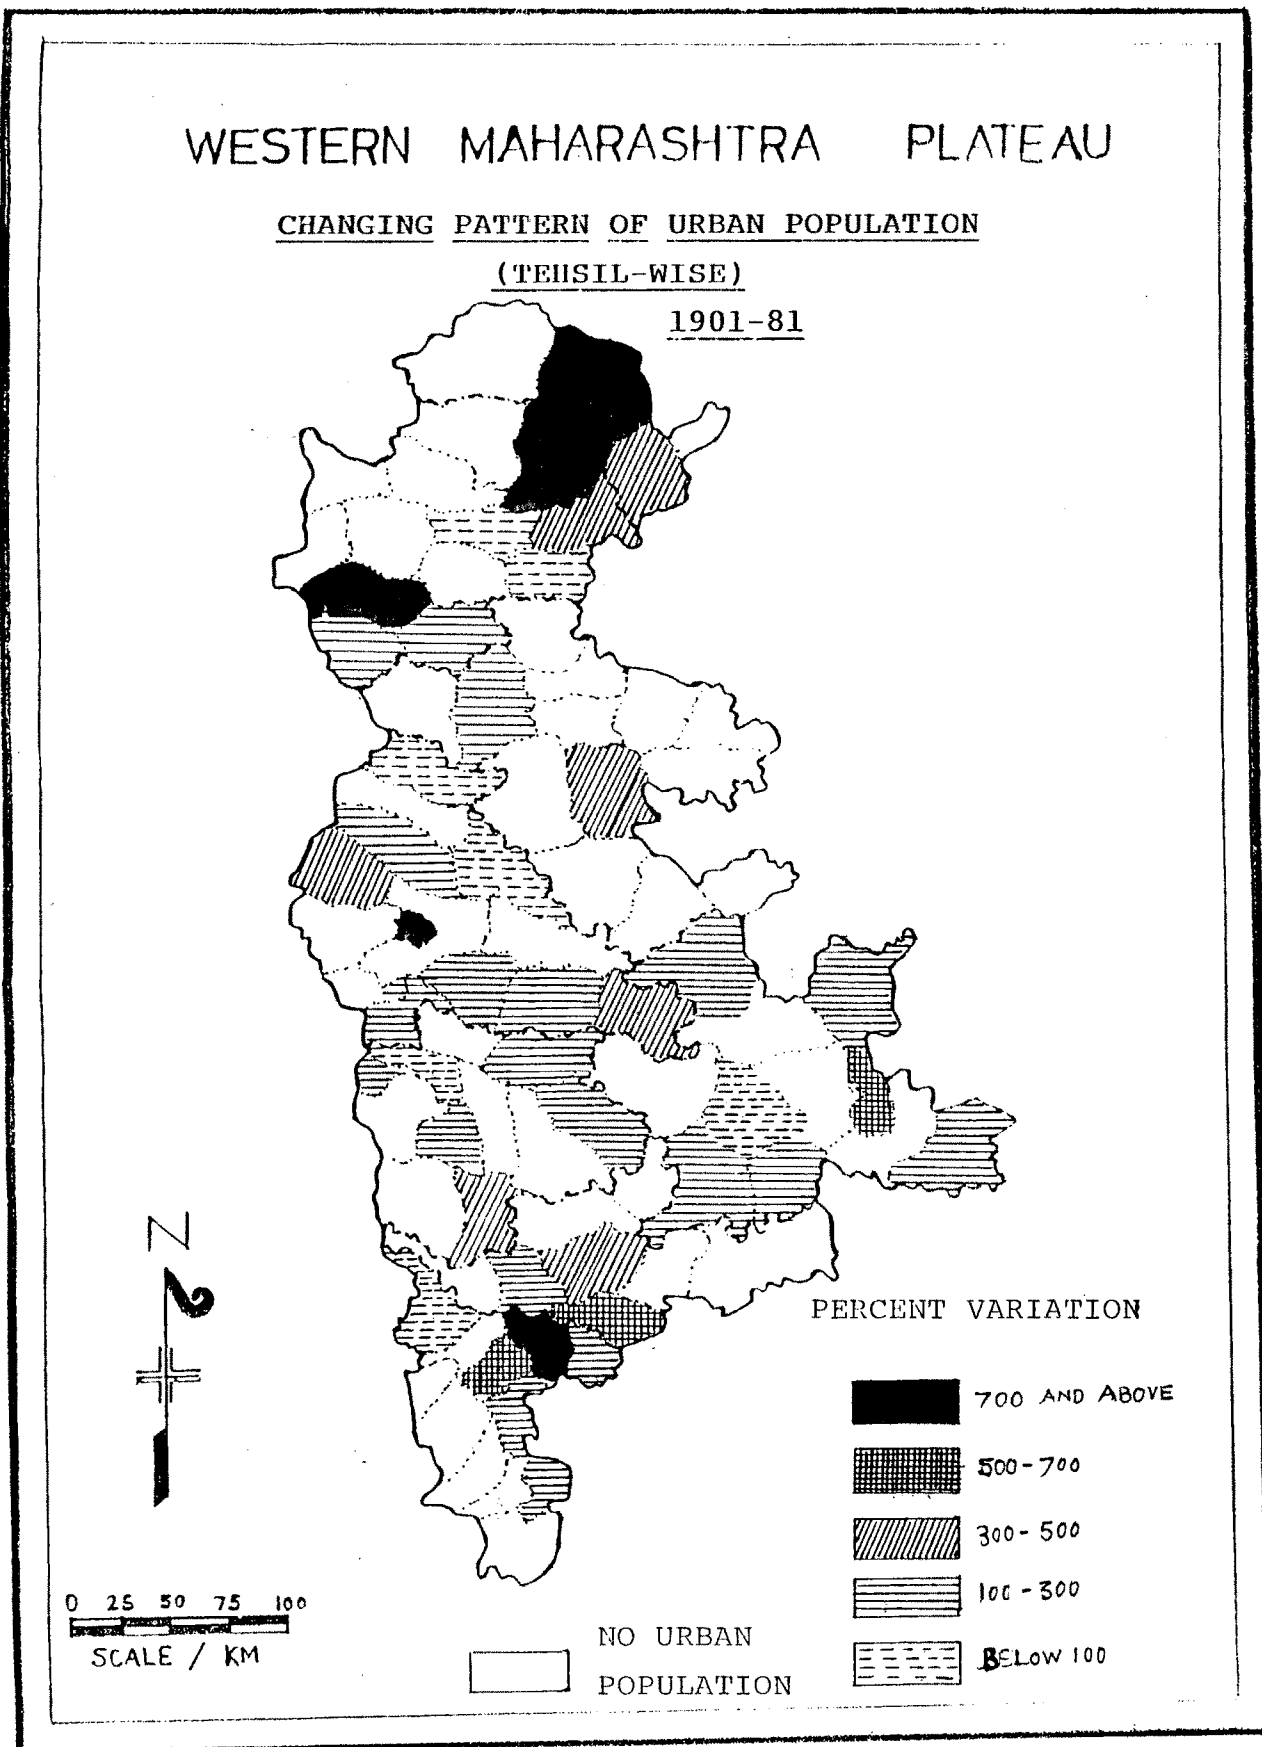 WESTERN MAHARASHTRA PLATEAU
CHANGING PATTERN OF URBAN POPULATION
(TEHSIL-WISE)
1901-81
N
PERCENT VARIATION
700 AND ABOVE
500-700
300-500
100-300
BELOW 100
NO URBAN
POPULATION
0 25 50 75 100
SCALE / KM